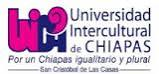 Universidad
Intercultural
de CHIAPAS
Por un Chiapas igualitario y plural
San Cristóbal de Las Casas